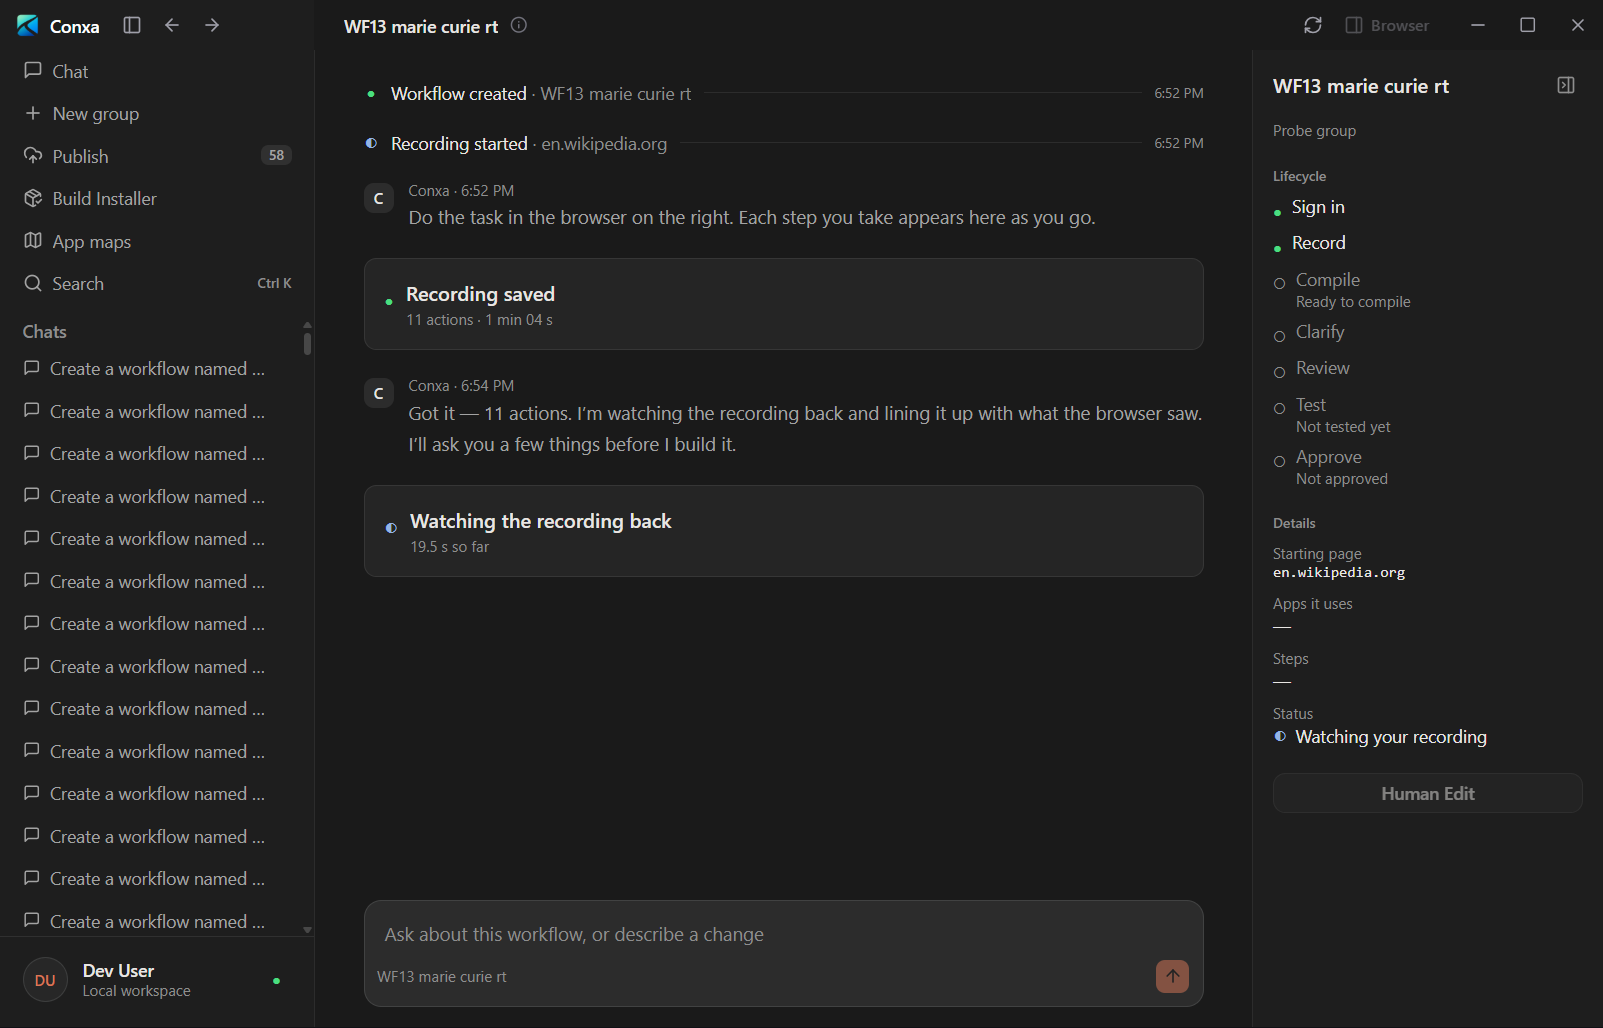 Conxa
WF13 marie curie rt
Browser
Chat
New group
Publish 58
Build Installer
App maps
Search Ctrl K
Chats
Create a workflow named ...
Create a workflow named ...
Create a workflow named ...
Create a workflow named ...
Create a workflow named ...
Create a workflow named ...
Create a workflow named ...
Create a workflow named ...
Create a workflow named ...
Create a workflow named ...
Create a workflow named ...
Create a workflow named ...
Create a workflow named ...
Create a workflow named ...
DU
Dev User
Local workspace
Workflow created · WF13 marie curie rt 6:52 PM
Recording started · en.wikipedia.org 6:52 PM
C
Conxa · 6:52 PM
Do the task in the browser on the right. Each step you take appears here as you go.
Recording saved
11 actions · 1 min 04 s
C
Conxa · 6:54 PM
Got it — 11 actions. I’m watching the recording back and lining it up with what the browser saw.
I’ll ask you a few things before I build it.
Watching the recording back
19.5 s so far
Ask about this workflow, or describe a change
WF13 marie curie rt
WF13 marie curie rt
Probe group
Lifecycle
Sign in
Record
Compile
Ready to compile
Clarify
Review
Test
Not tested yet
Approve
Not approved
Details
Starting page
en.wikipedia.org
Apps it uses
—
Steps
—
Status
Watching your recording
Human Edit